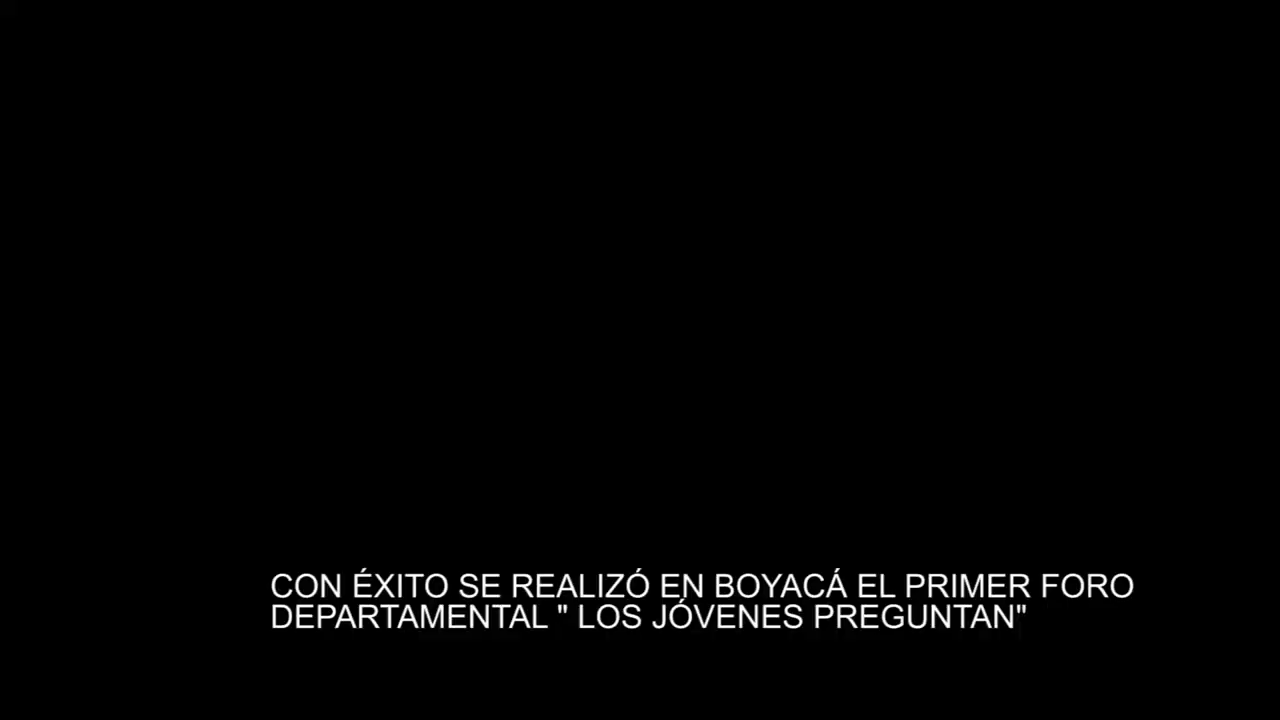 CON ÉXITO SE REALIZÓ EN BOYACÁ EL PRIMER FORO
DEPARTAMENTAL " LOS JÓVENES PREGUNTAN"